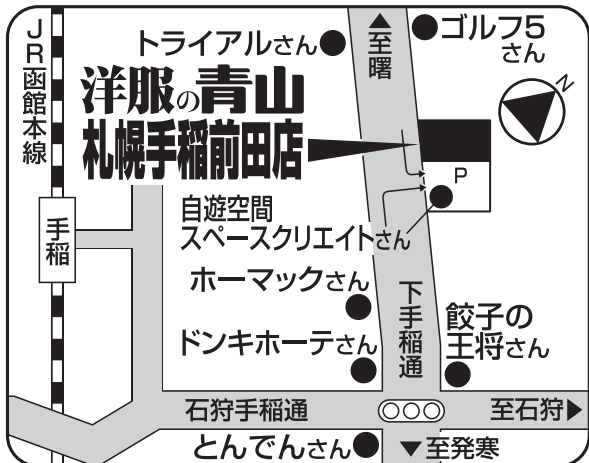 JR函館本線
トライアルさん
▲至曙
ゴルフ5
さん
N
洋服の青山
札幌手稲前田店
P
手稲
自遊空間
スペースクリエイトさん
ホーマックさん
下手稲通
餃子の
王将さん
ドンキホーテさん
石狩手稲通
至石狩▶
とんでんさん
▼至発寒